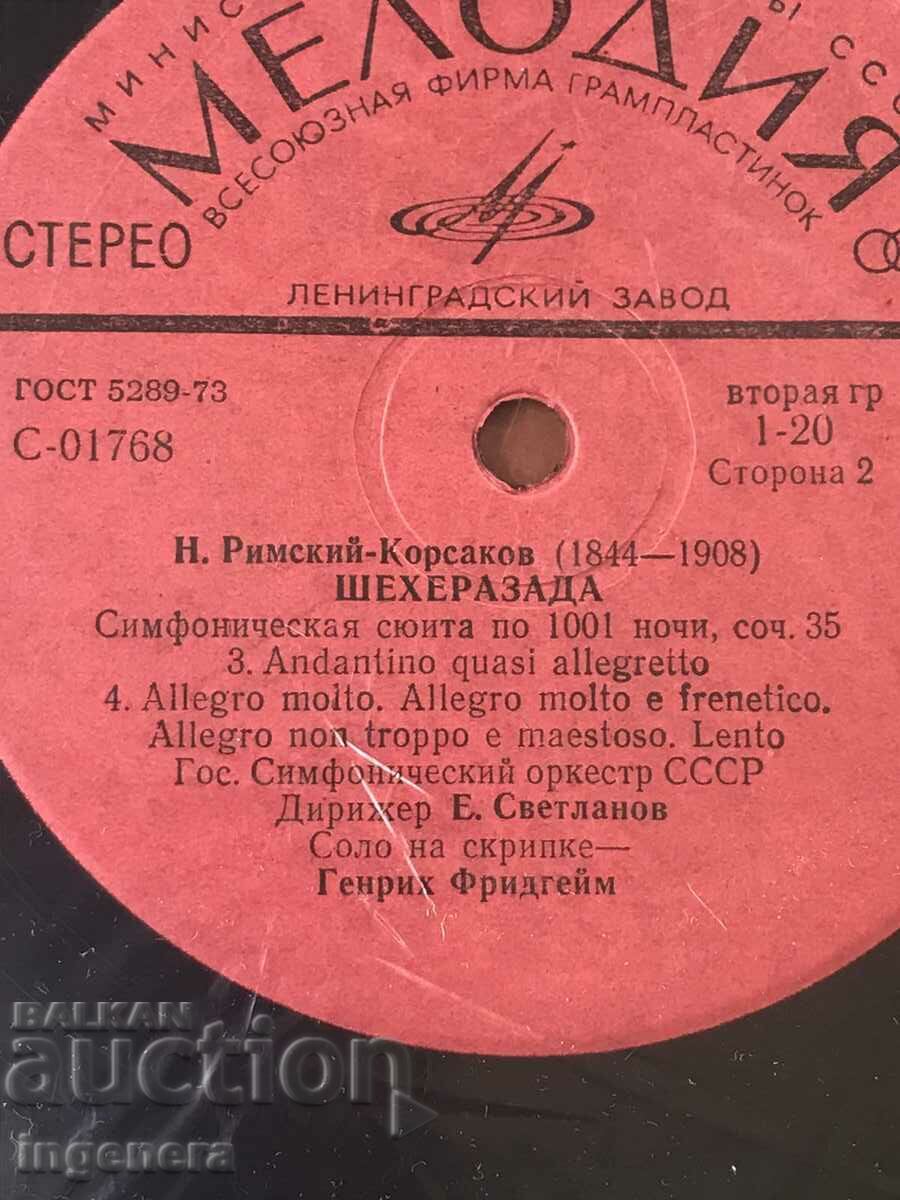 МЕЛОДИЯ
ВСЕСОЮЗНАЯ ФИРМА ГРАМПЛАСТИНОК
СТЕРЕО
ЛЕНИНГРАДСКИЙ ЗАВОД
ГОСТ 5289-73
вторая гр
С-01768
1-20
Сторона 2
Н. Римский-Корсаков (1844—1908)
ШЕХЕРАЗАДА
Симфоническая сюита по 1001 ночи, соч. 35
3. Andantino quasi allegretto
4. Allegro molto. Allegro molto e frenetico.
Allegro non troppo e maestoso. Lento
Гос. Симфонический оркестр СССР
Дирижер Е. Светланов
Соло на скрипке—
Генрих Фридгейм
BALKAN
auction
ingenera